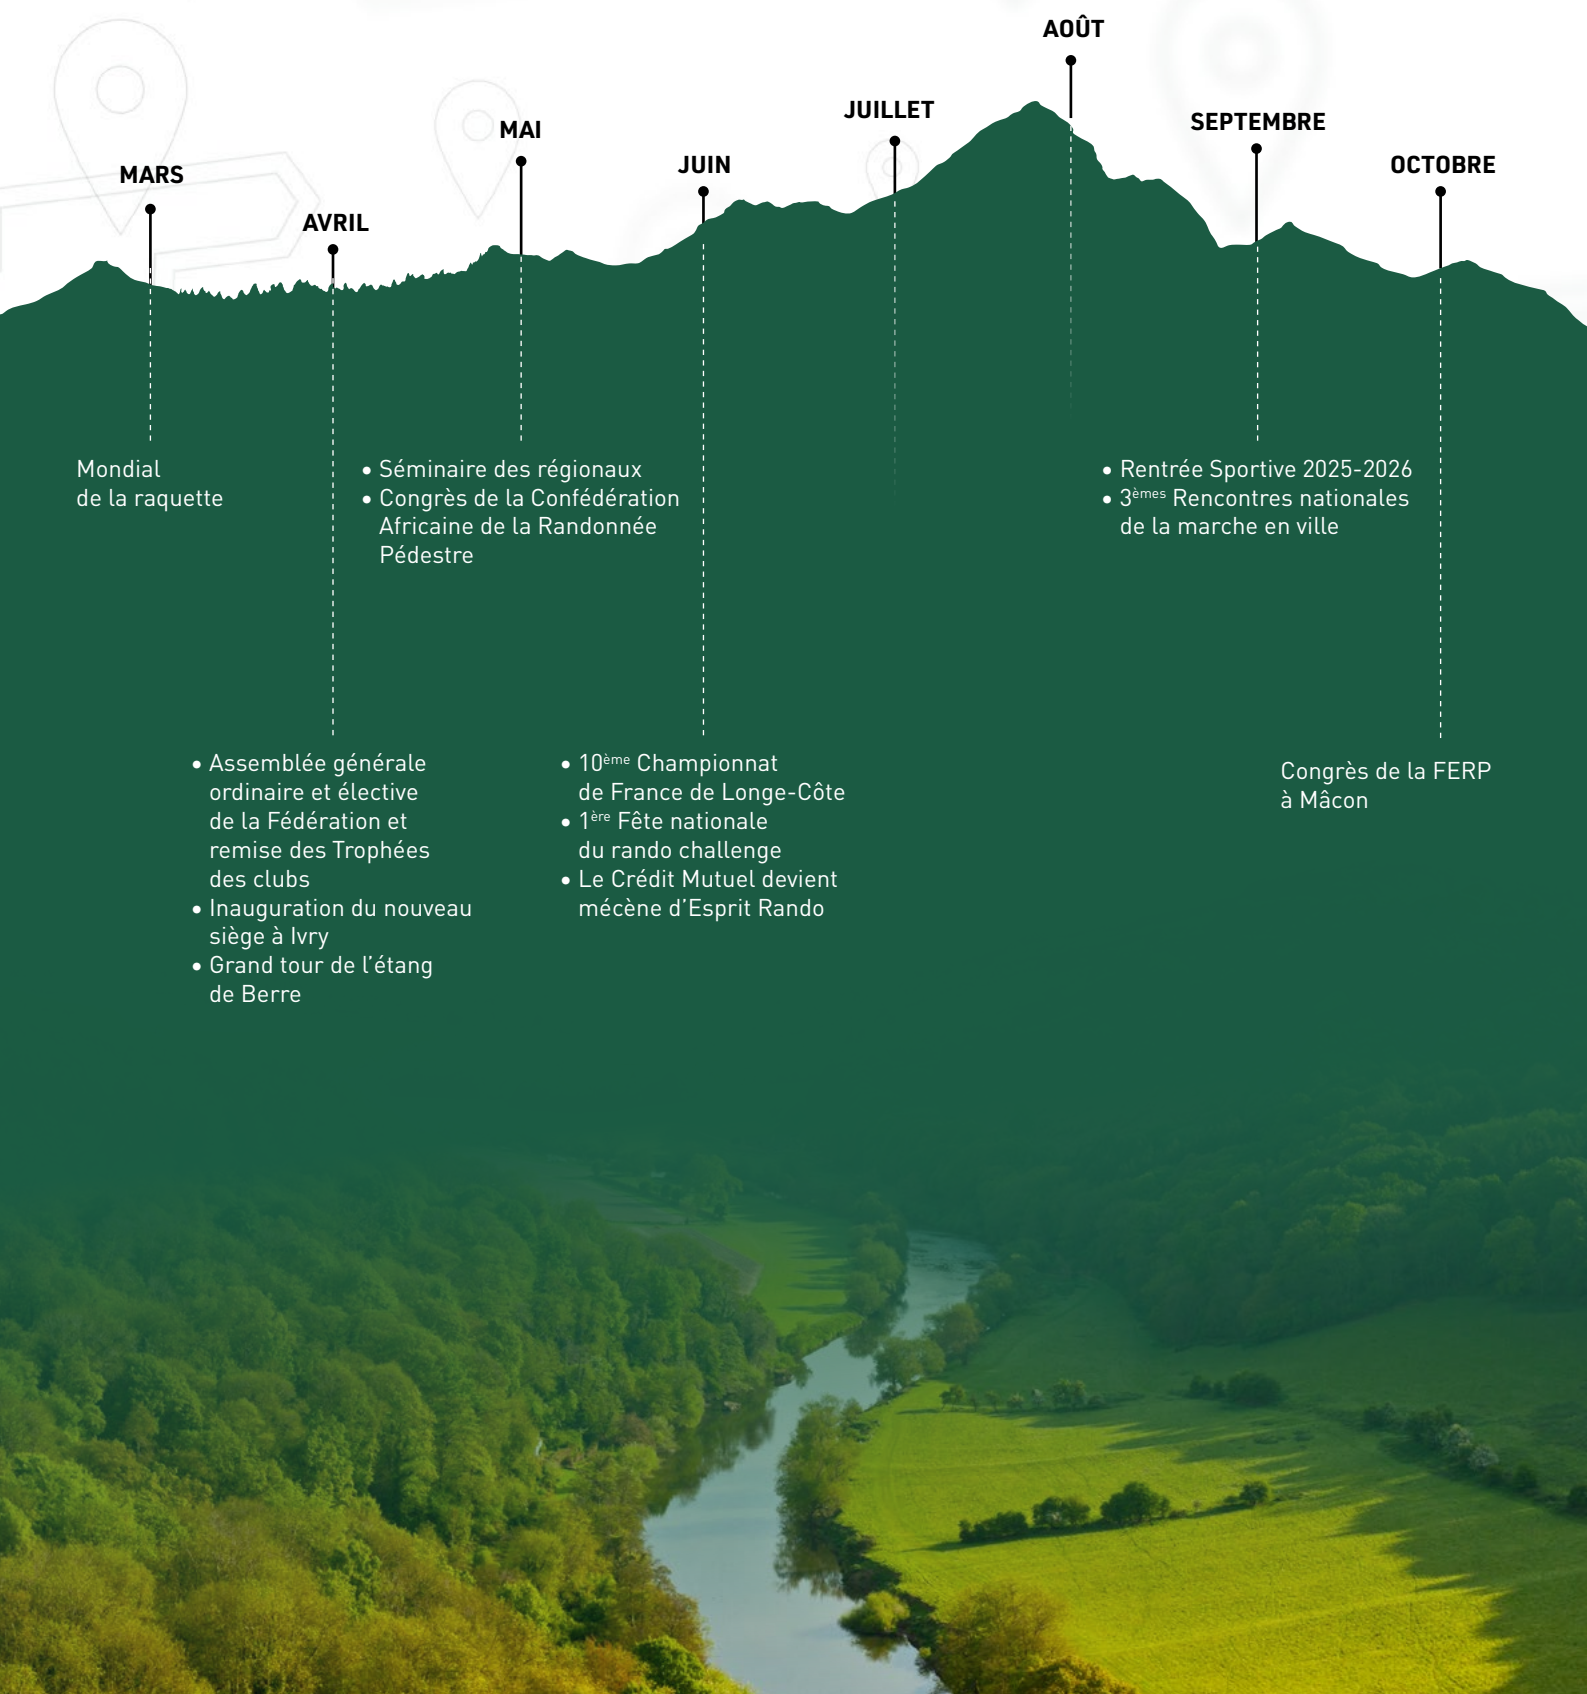 AOÛT
JUILLET
SEPTEMBRE
MAI
JUIN
OCTOBRE
MARS
AVRIL
Mondial
de la raquette
• Séminaire des régionaux
• Congrès de la Confédération
Africaine de la Randonnée
Pédestre
• Rentrée Sportive 2025-2026
• 3èmes Rencontres nationales
de la marche en ville
• Assemblée générale
ordinaire et élective
de la Fédération et
remise des Trophées
des clubs
• Inauguration du nouveau
siège à Ivry
• Grand tour de l’étang
de Berre
• 10ème Championnat
de France de Longe-Côte
• 1ère Fête nationale
du rando challenge
• Le Crédit Mutuel devient
mécène d’Esprit Rando
Congrès de la FERP
à Mâcon